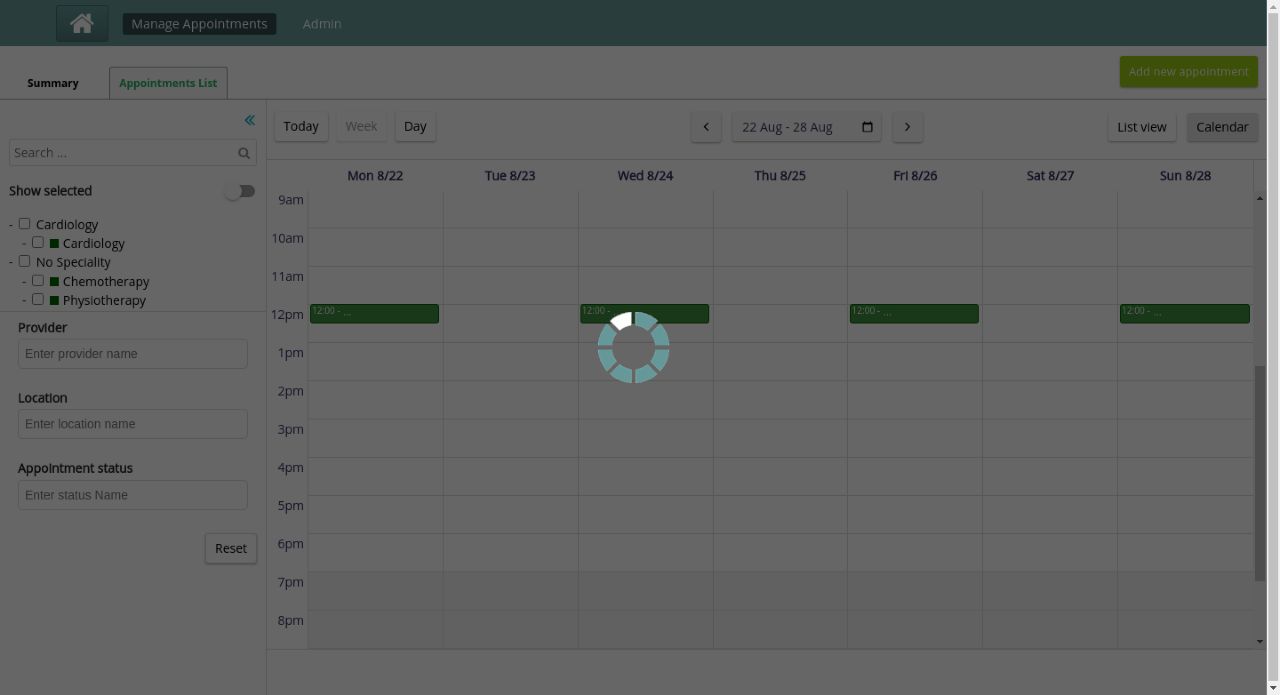 Manage Appointments
Admin
Summary
Appointments List
Add new appointment
Today
Week
Day
22 Aug - 28 Aug
List view
Calendar
Search ...
Show selected
- Cardiology
- Cardiology
- No Speciality
- Chemotherapy
- Physiotherapy
Provider
Enter provider name
Location
Enter location name
Appointment status
Enter status Name
Reset
Mon 8/22
Tue 8/23
Wed 8/24
Thu 8/25
Fri 8/26
Sat 8/27
Sun 8/28
9am
10am
11am
12pm
12:00 - ...
12:00 -
12:00 - ...
12:00 - ...
1pm
2pm
3pm
4pm
5pm
6pm
7pm
8pm